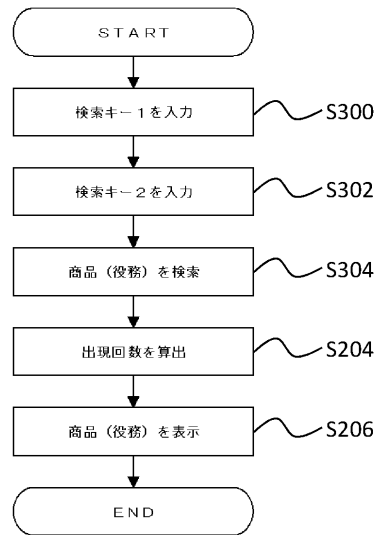 START
検索キー1を入力
S300
検索キー2を入力
S302
商品（役務）を検索
S304
出現回数を算出
S204
商品（役務）を表示
S206
END